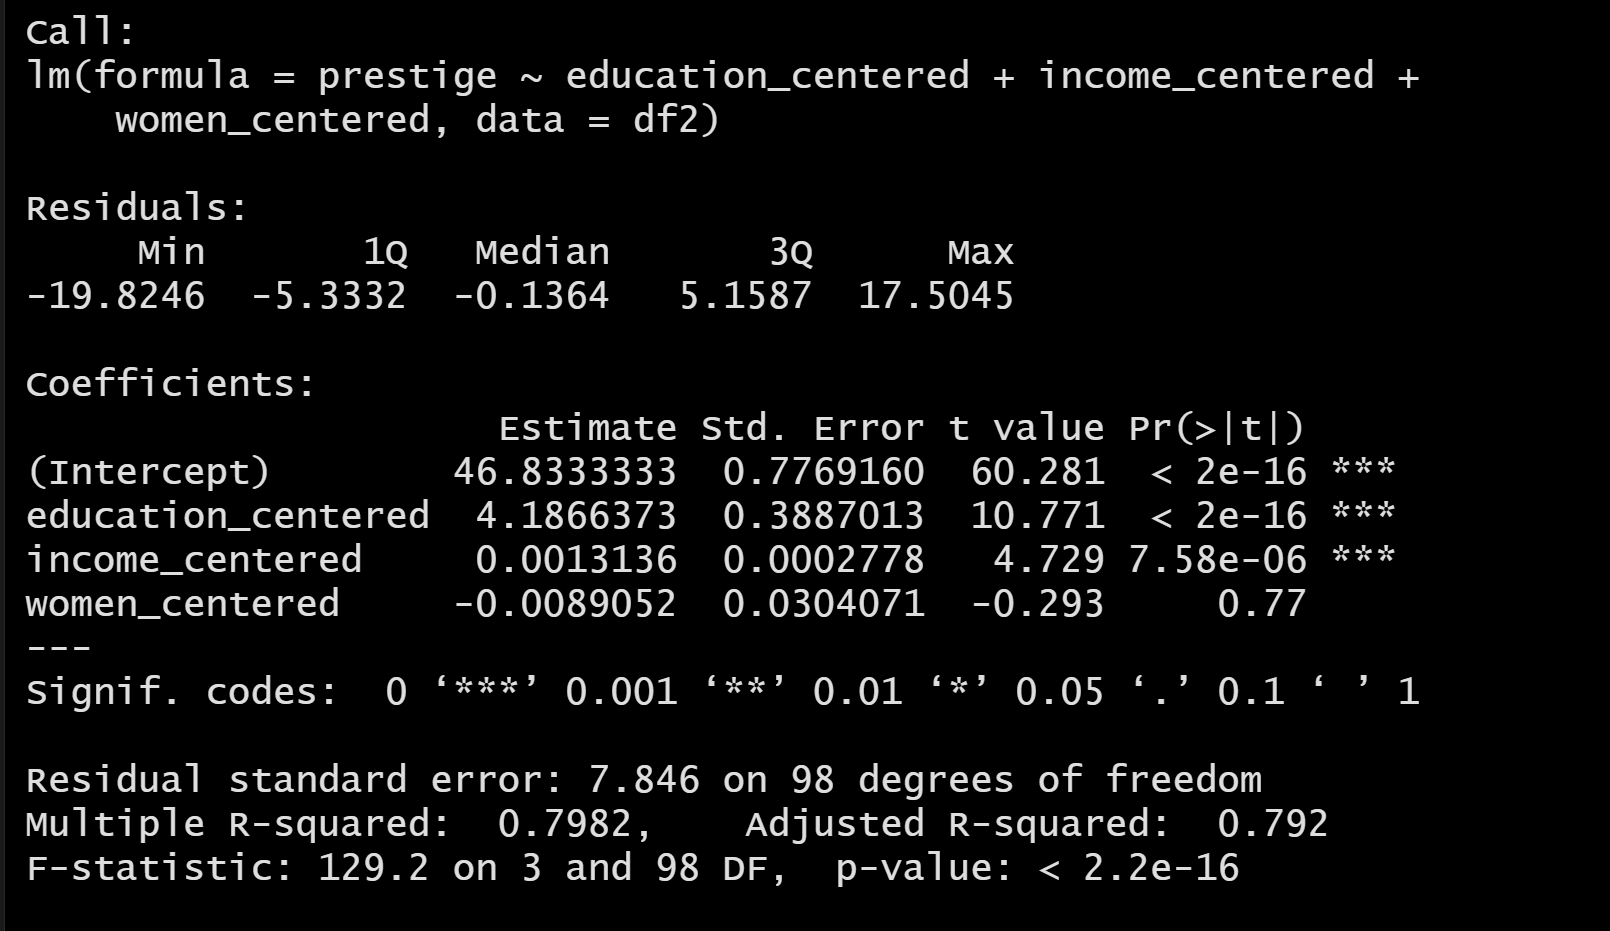 Call:
lm(formula = prestige ~ education_centered + income_centered +
    women_centered, data = df2)

Residuals:
     Min       1Q   Median       3Q      Max
-19.8246  -5.3332  -0.1364   5.1587  17.5045

Coefficients:
                     Estimate Std. Error t value Pr(>|t|)
(Intercept)        46.8333333  0.7769160  60.281  < 2e-16 ***
education_centered  4.1866373  0.3887013  10.771  < 2e-16 ***
income_centered     0.0013136  0.0002778   4.729 7.58e-06 ***
women_centered     -0.0089052  0.0304071  -0.293     0.77
---
Signif. codes:  0 ‘***’ 0.001 ‘**’ 0.01 ‘*’ 0.05 ‘.’ 0.1 ‘ ’ 1

Residual standard error: 7.846 on 98 degrees of freedom
Multiple R-squared:  0.7982,    Adjusted R-squared:  0.792
F-statistic: 129.2 on 3 and 98 DF,  p-value: < 2.2e-16